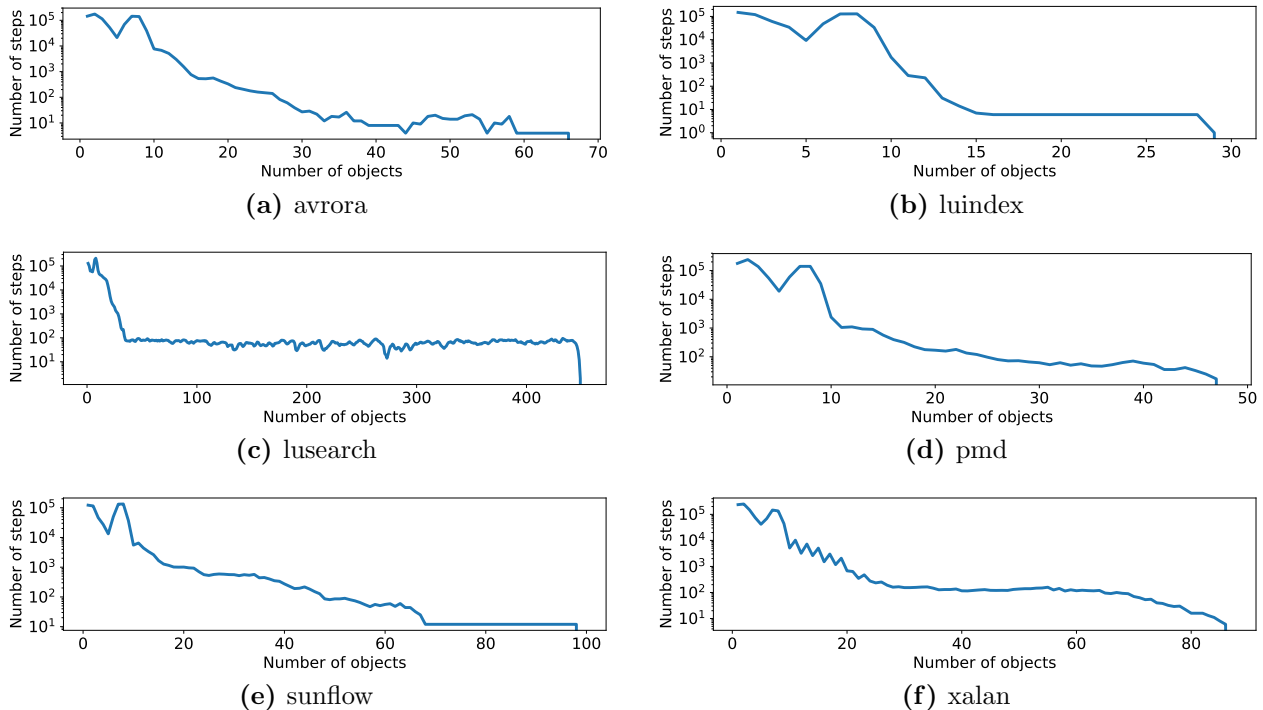 Number of steps
10^5
10^4
10^3
10^2
10^1
0 10 20 30 40 50 60 70
Number of objects
(a) avrora
Number of steps
10^5
10^4
10^3
10^2
10^1
10^0
0 5 10 15 20 25 30
Number of objects
(b) luindex
Number of steps
10^5
10^4
10^3
10^2
10^1
0 100 200 300 400
Number of objects
(c) lusearch
Number of steps
10^5
10^4
10^3
10^2
0 10 20 30 40 50
Number of objects
(d) pmd
Number of steps
10^5
10^4
10^3
10^2
10^1
0 20 40 60 80 100
Number of objects
(e) sunflow
Number of steps
10^5
10^4
10^3
10^2
10^1
0 20 40 60 80
Number of objects
(f) xalan